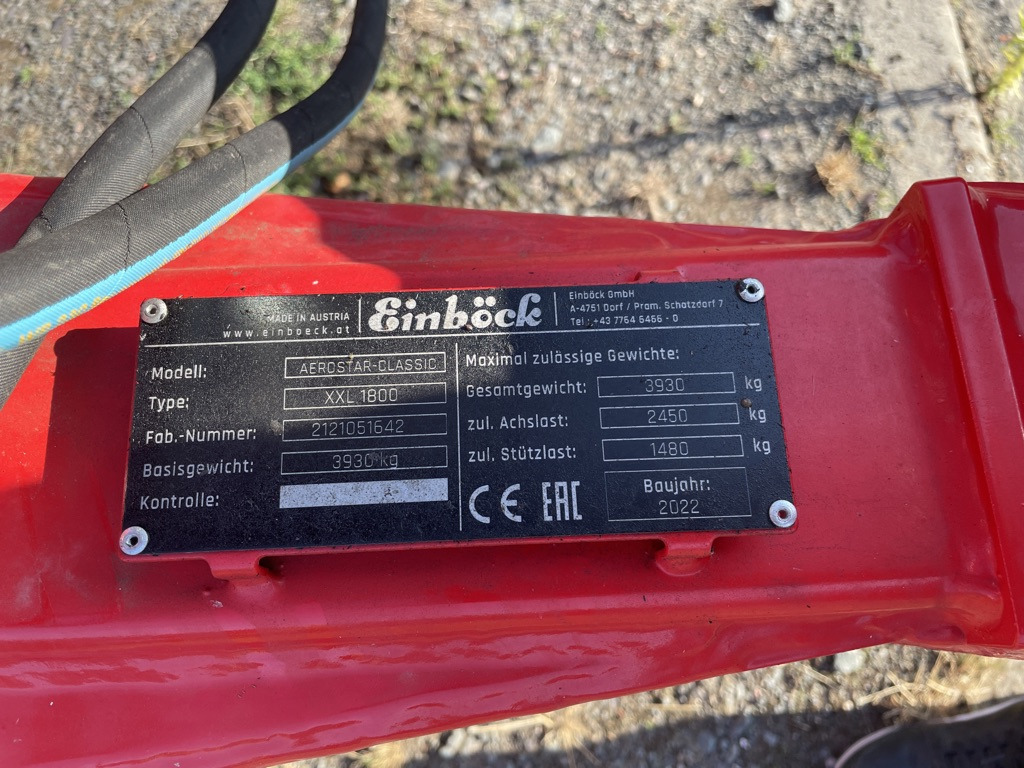 MADE IN AUSTRIA
www.einboeck.at
Einböck
Einböck GmbH
A-4751 Dorf / Pram. Schatzdorf 7
Tel.:+43 7764 6466 - 0
Modell: AEROSTAR-CLASSIC
Type: XXL 1800
Fab.-Nummer: 2121051642
Basisgewicht: 3930 kg
Kontrolle:
Maximal zulässige Gewichte:
Gesamtgewicht: 3930 kg
zul. Achslast: 2450 kg
zul. Stützlast: 1480 kg
CE EAC
Baujahr:
2022